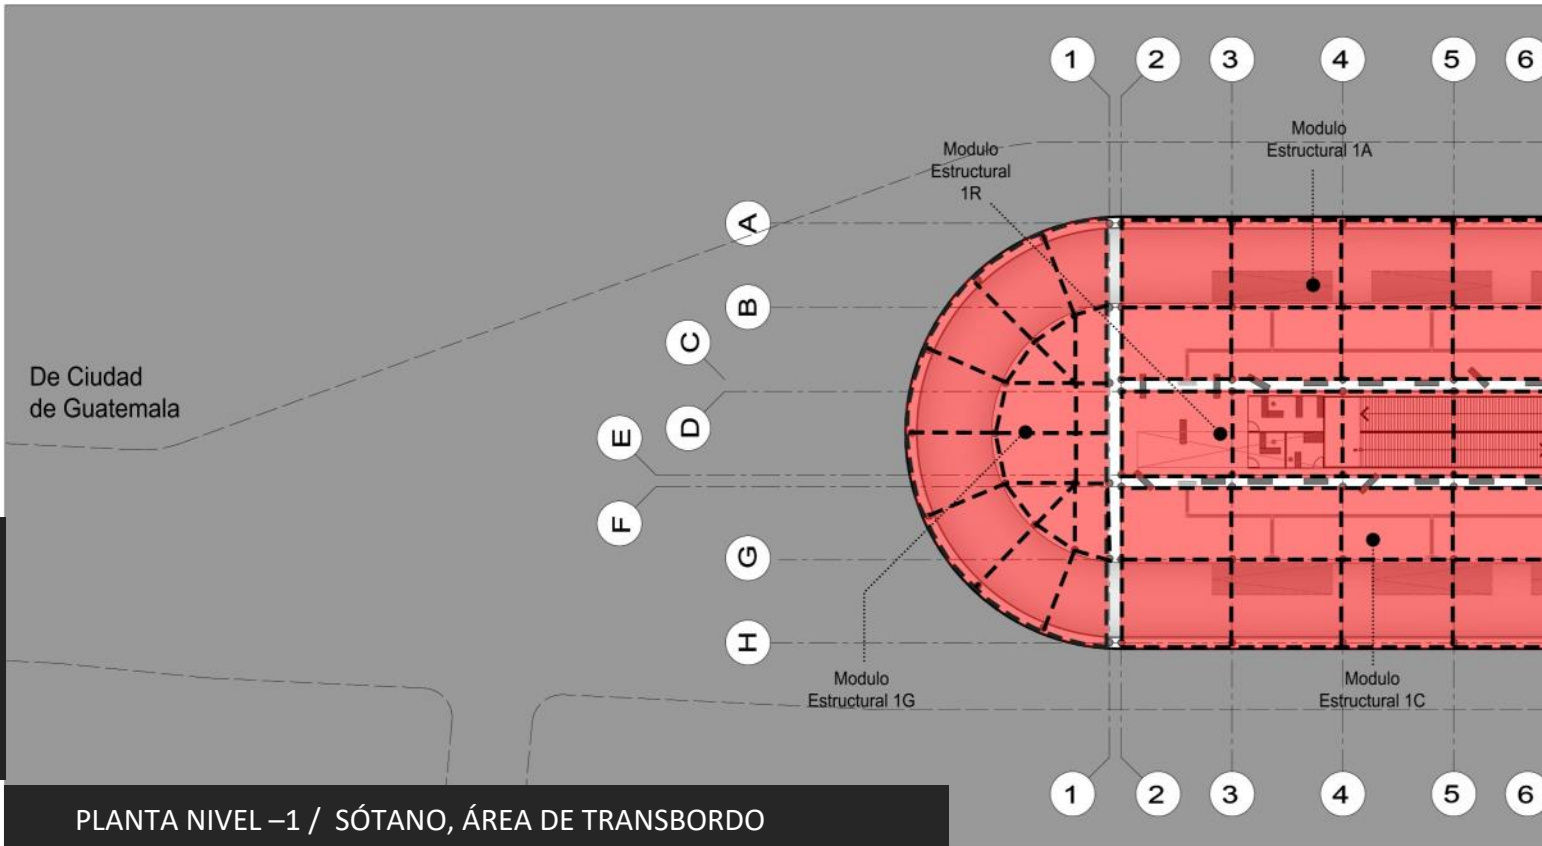 1 2 3 4 5 6
Modulo
Estructural 1A
Modulo
Estructural
1R
A
B
C
De Ciudad
de Guatemala
D
E
F
G
H
Modulo
Estructural 1G
Modulo
Estructural 1C
1 2 3 4 5 6
PLANTA NIVEL –1 / SÓTANO, ÁREA DE TRANSBORDO